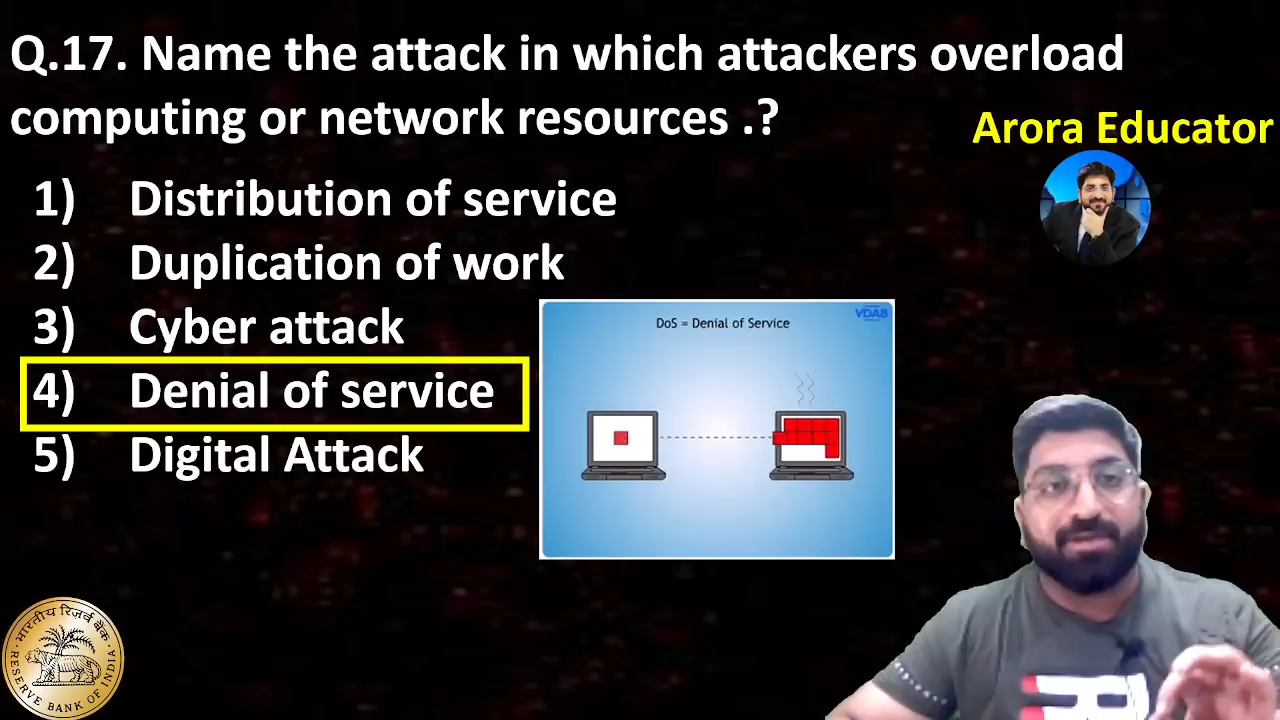 Q.17. Name the attack in which attackers overload
computing or network resources .?
Arora Educator
1) Distribution of service
2) Duplication of work
3) Cyber attack
4) Denial of service
5) Digital Attack
VDAB
DoS = Denial of Service
भारतीय रिज़र्व बैंक
RESERVE BANK OF INDIA